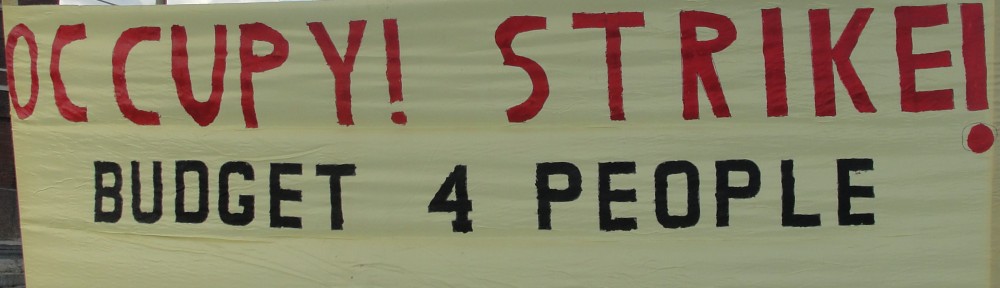 OCCUPY! STRIKE!
BUDGET 4 PEOPLE